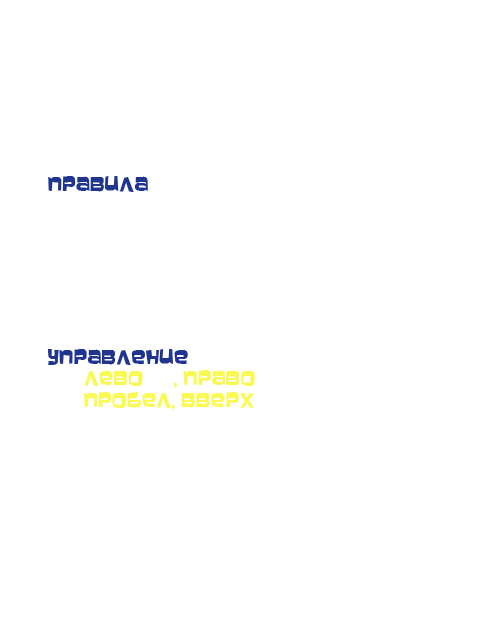 правила
управление
лево , право
пробел, вверх